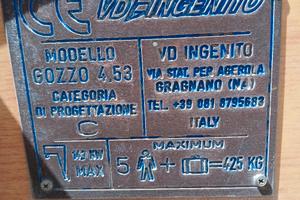 CE VD-INGENITO
MODELLO
GOZZO 4,53
CATEGORIA
DI PROGETTAZIONE
C
VD INGENITO
VIA STAT. PER AGEROLA
GRAGNANO (NA)
TEL. +39 081 8795683
ITALY
MAX
MAXIMUM
5 + = 425 KG